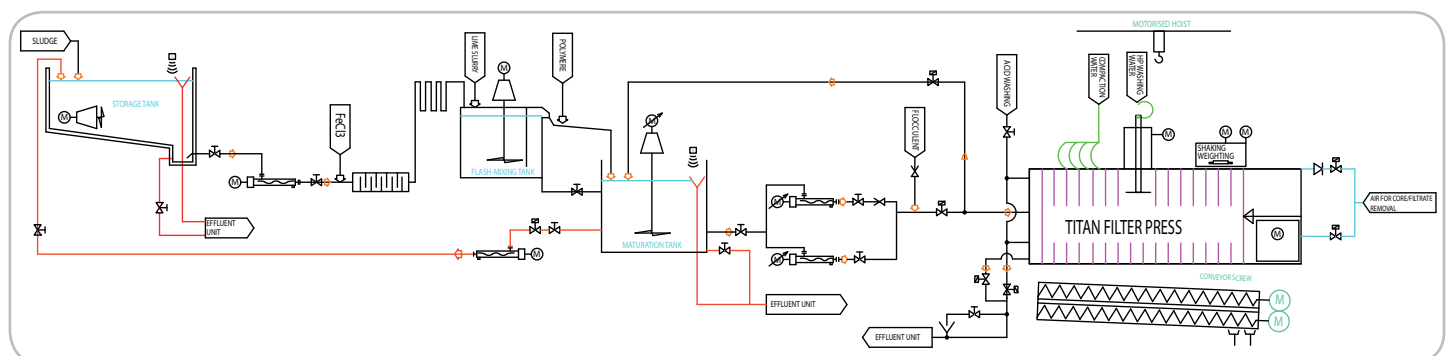 MOTORISED HOIST
SLUDGE
STORAGE TANK
M
EFFLUENT
UNIT
M
FeCl3
LIME SLURRY
M
POLYMERE
FLASH-MIXING TANK
M
M
MATURATION TANK
EFFLUENT UNIT
M
M
FLOCCULENT
ACID WASHING
COMPACTION
WATER
HP WASHING
WATER
M
M
M
SHAKING
WEIGHTING
TITAN FILTER PRESS
M
AIR FOR CORE/FILTRATE
REMOVAL
CONVEYOR SCREW
M
M
EFFLUENT UNIT